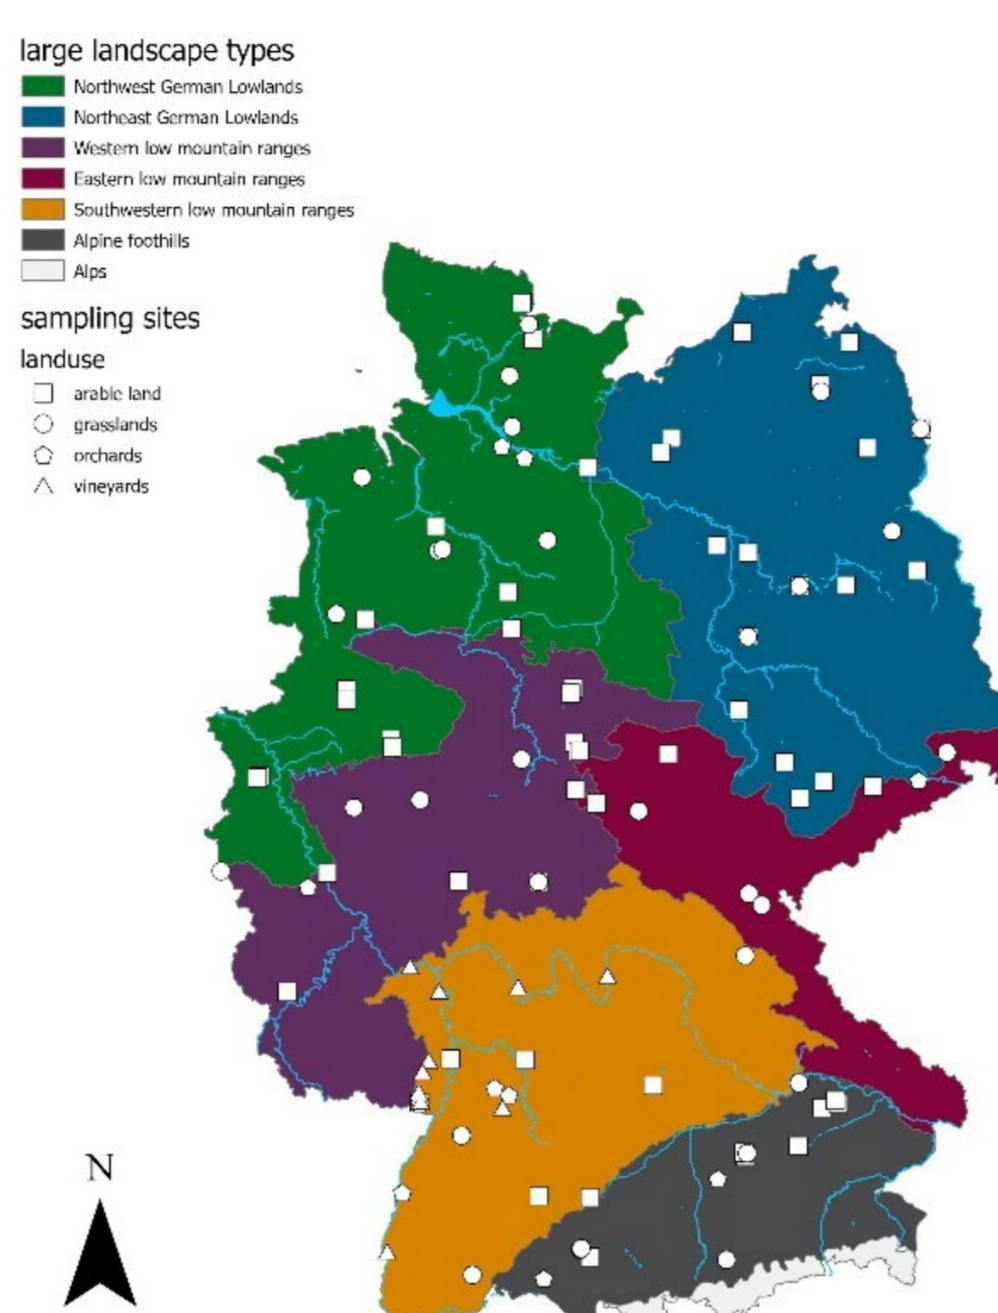 large landscape types
Northwest German Lowlands
Northeast German Lowlands
Western low mountain ranges
Eastern low mountain ranges
Southwestern low mountain ranges
Alpine foothills
Alps
sampling sites
landuse
arable land
grasslands
orchards
vineyards
N